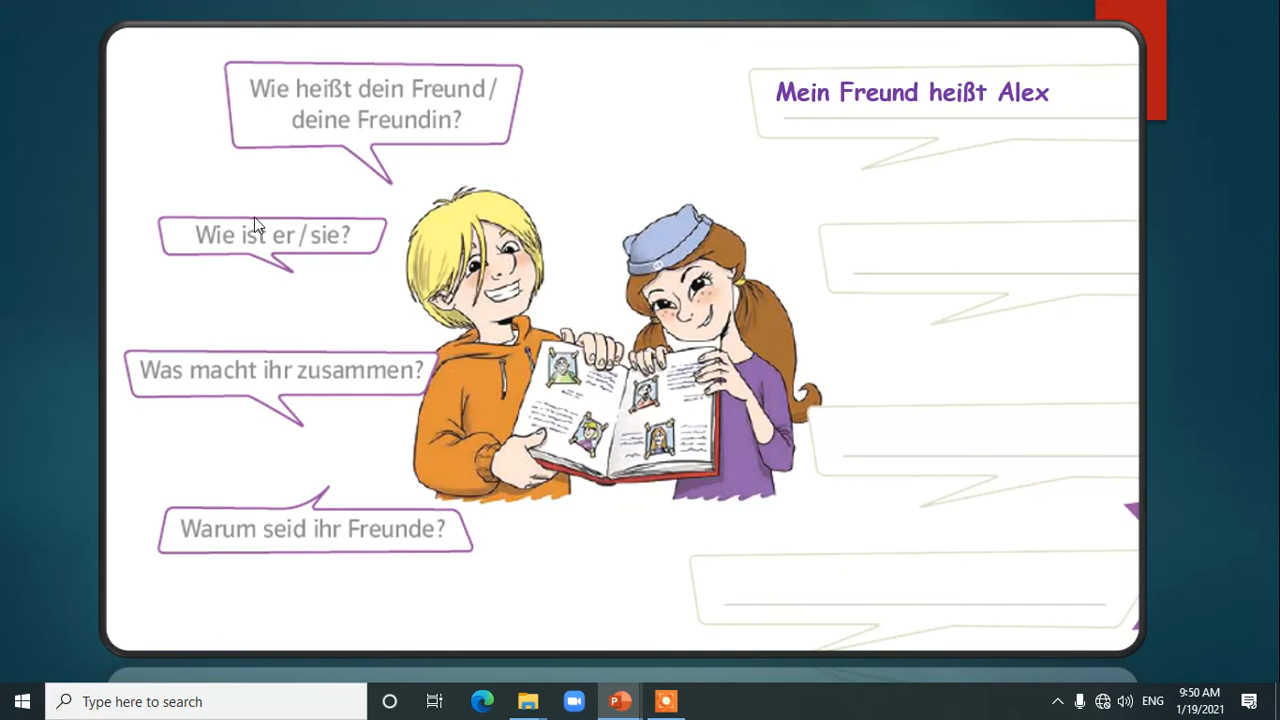 Wie heißt dein Freund/
deine Freundin?
Mein Freund heißt Alex
Wie ist er/sie?
Was macht ihr zusammen?
Warum seid ihr Freunde?
Type here to search
ENG
9:50 AM
1/19/2021